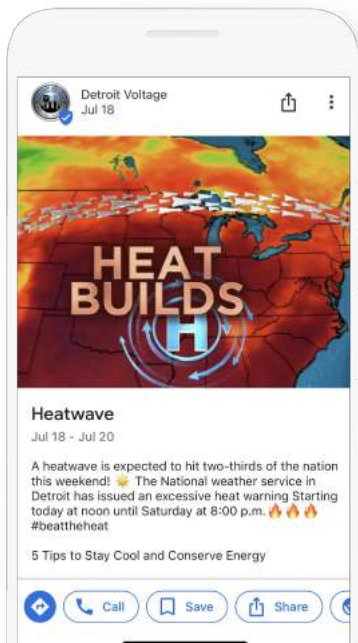 Detroit Voltage
Jul 18
HEAT
BUILDS
H
Heatwave
Jul 18 - Jul 20
A heatwave is expected to hit two-thirds of the nation
this weekend! ☀️ The National weather service in
Detroit has issued an excessive heat warning Starting
today at noon until Saturday at 8:00 p.m.🔥🔥🔥
#beattheheat
5 Tips to Stay Cool and Conserve Energy
Call
Save
Share